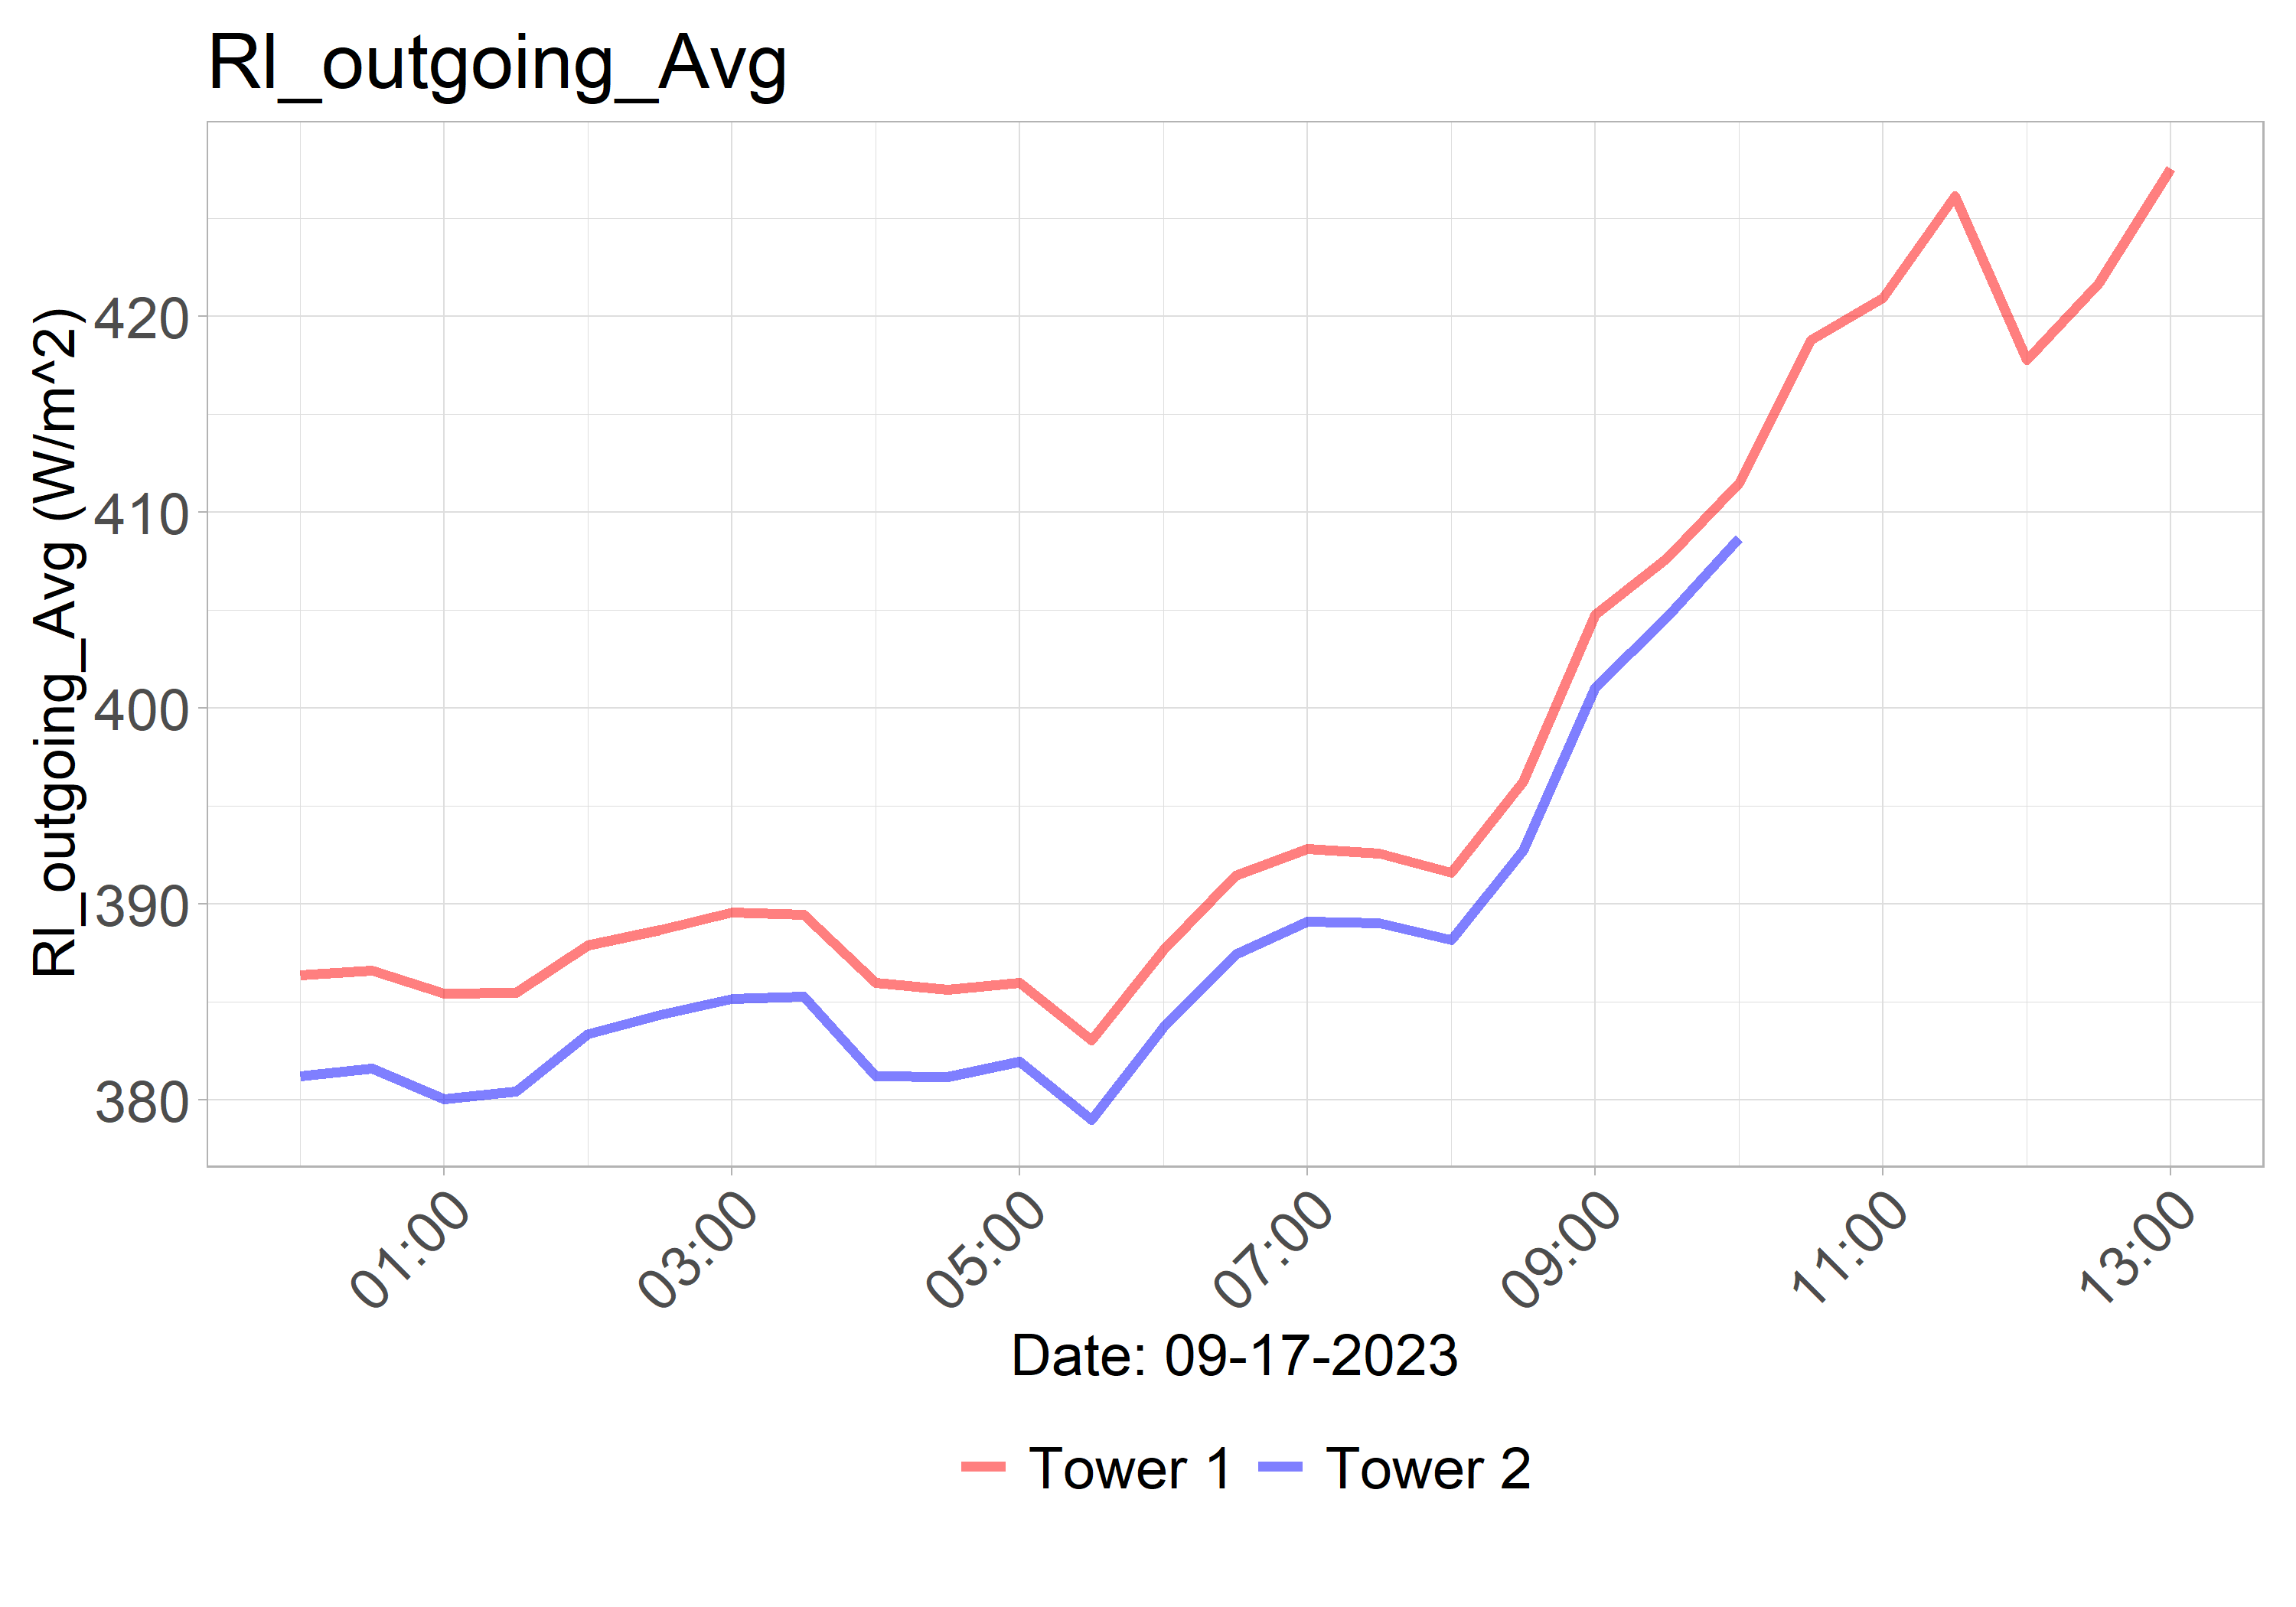 Rl_outgoing_Avg
Rl_outgoing_Avg (W/m^2)
420
410
400
390
380
01:00 03:00 05:00 07:00 09:00 11:00 13:00
Date: 09-17-2023
Tower 1 Tower 2